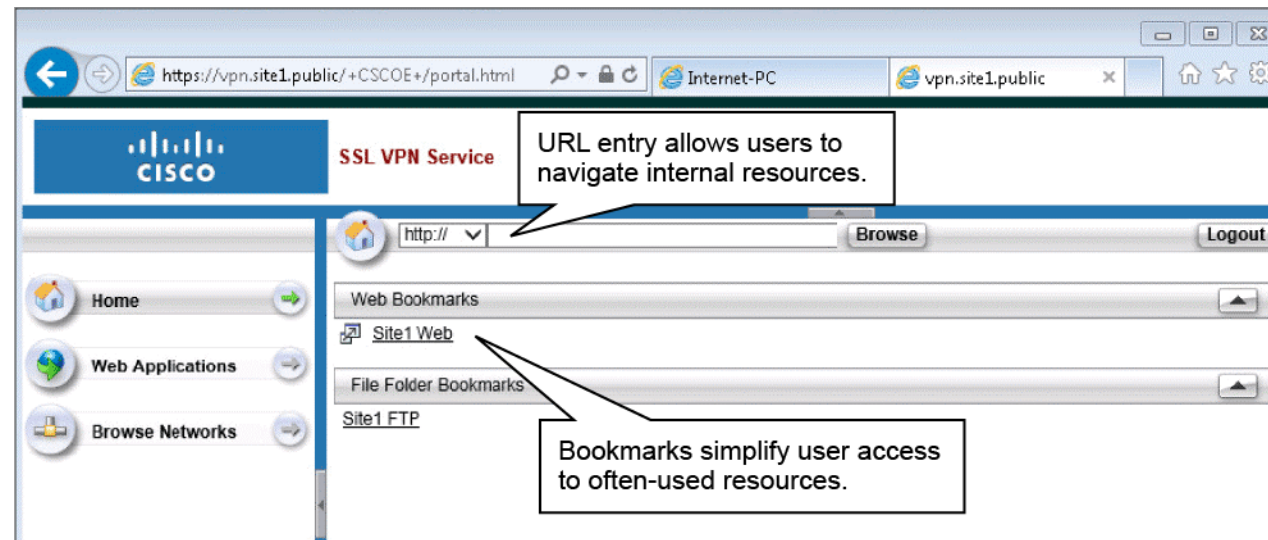 https://vpn.site1.public/+CSCOE+/portal.html
Internet-PC
vpn.site1.public
CISCO
SSL VPN Service
URL entry allows users to
navigate internal resources.
http://
Browse
Logout
Home
Web Applications
Browse Networks
Web Bookmarks
Site1 Web
File Folder Bookmarks
Site1 FTP
Bookmarks simplify user access
to often-used resources.